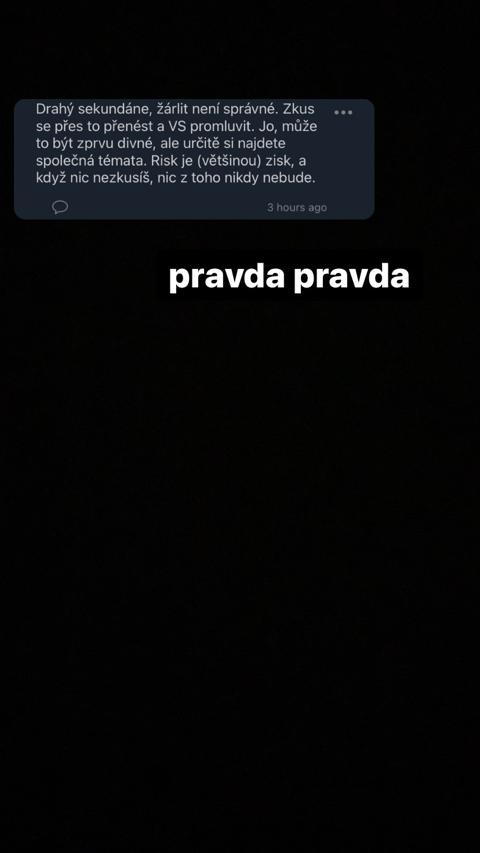 Drahý sekundáne, žárlit není správné. Zkus
se přes to přenést a VS promluvit. Jo, může
to být zprvu divné, ale určitě si najdete
společná témata. Risk je (většinou) zisk, a
když nic nezkusíš, nic z toho nikdy nebude.
3 hours ago
pravda pravda